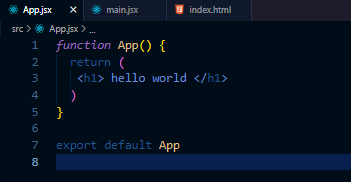 App.jsx main.jsx index.html
src > App.jsx > ...
1 function App() {
2 return (
3 <h1> hello world </h1>
4 )
5 }
6
7 export default App
8